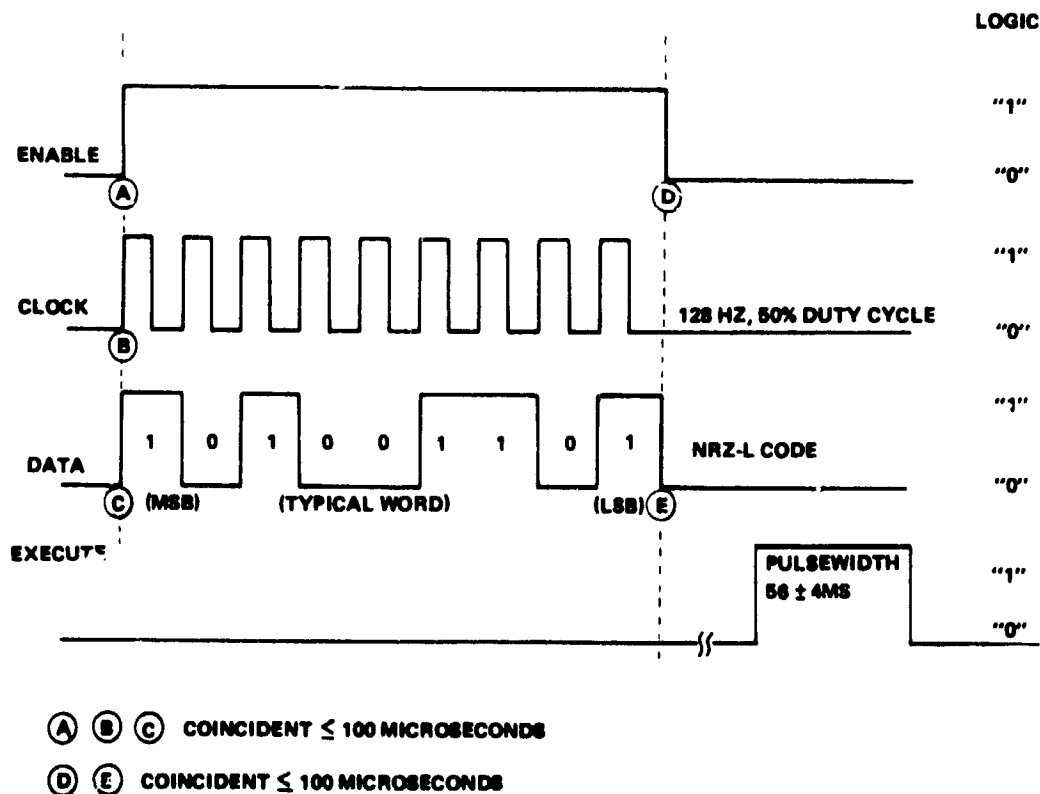 LOGIC
"1"
ENABLE
"0"
A
D
"1"
CLOCK
128 HZ, 50% DUTY CYCLE
"0"
B
"1"
1 0 1 0 0 1 1 0 1
NRZ-L CODE
DATA
"0"
C (MSB) (TYPICAL WORD) (LSB) E
EXECUTE
PULSEWIDTH
"1"
56 ± 4MS
"0"
A B C COINCIDENT ≤ 100 MICROSECONDS
D E COINCIDENT ≤ 100 MICROSECONDS